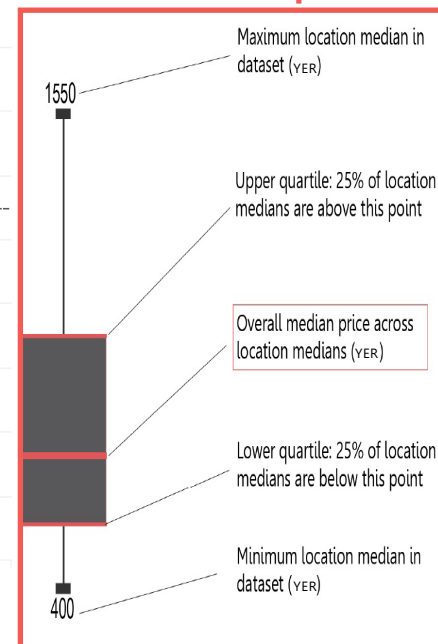 Maximum location median in
dataset (YER)
1550
Upper quartile: 25% of location
medians are above this point
Overall median price across
location medians (YER)
Lower quartile: 25% of location
medians are below this point
Minimum location median in
dataset (YER)
400